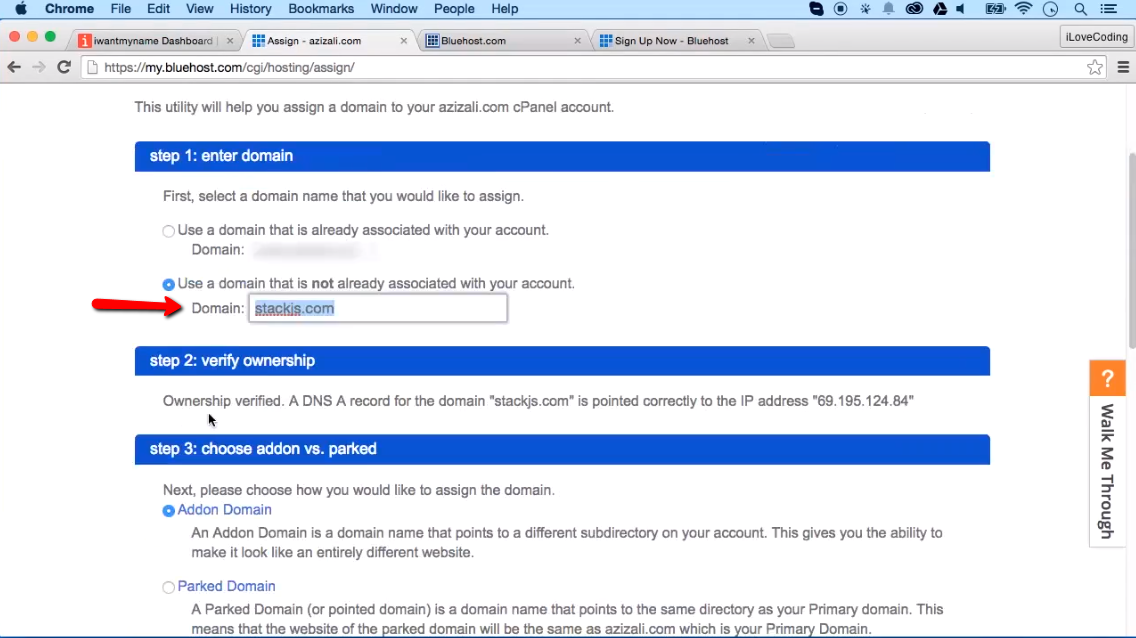 Chrome File Edit View History Bookmarks Window People Help
iwantmyname Dashboard
Assign - azizali.com
Bluehost.com
Sign Up Now - Bluehost
iLoveCoding
https://my.bluehost.com/cgi/hosting/assign/
This utility will help you assign a domain to your azizali.com cPanel account.
step 1: enter domain
First, select a domain name that you would like to assign.
Use a domain that is already associated with your account.
Domain:
Use a domain that is not already associated with your account.
Domain: stackjs.com
step 2: verify ownership
Ownership verified. A DNS A record for the domain "stackjs.com" is pointed correctly to the IP address "69.195.124.84"
step 3: choose addon vs. parked
Next, please choose how you would like to assign the domain.
Addon Domain
An Addon Domain is a domain name that points to a different subdirectory on your account. This gives you the ability to
make it look like an entirely different website.
Parked Domain
A Parked Domain (or pointed domain) is a domain name that points to the same directory as your Primary domain. This
means that the website of the parked domain will be the same as azizali.com which is your Primary Domain.
?
Walk Me Through